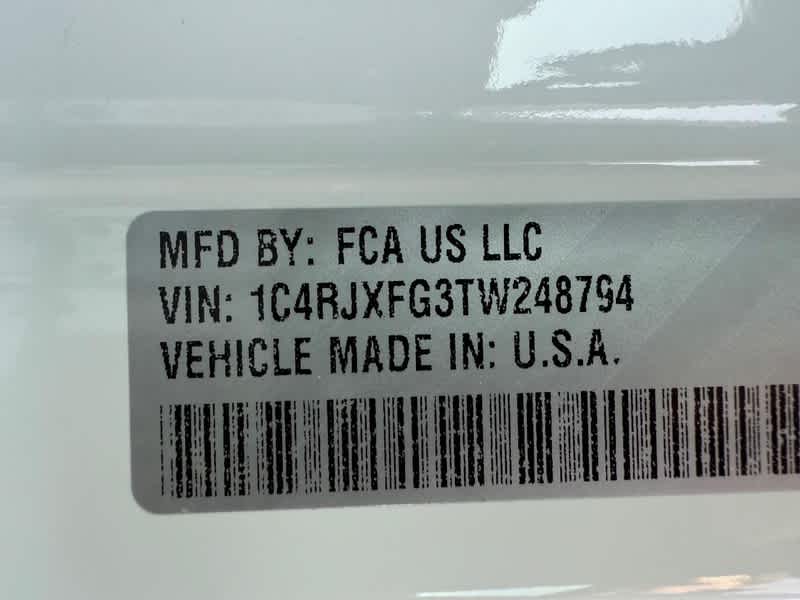 MFD BY: FCA US LLC
VIN: 1C4RJXFG3TW248794
VEHICLE MADE IN: U.S.A.